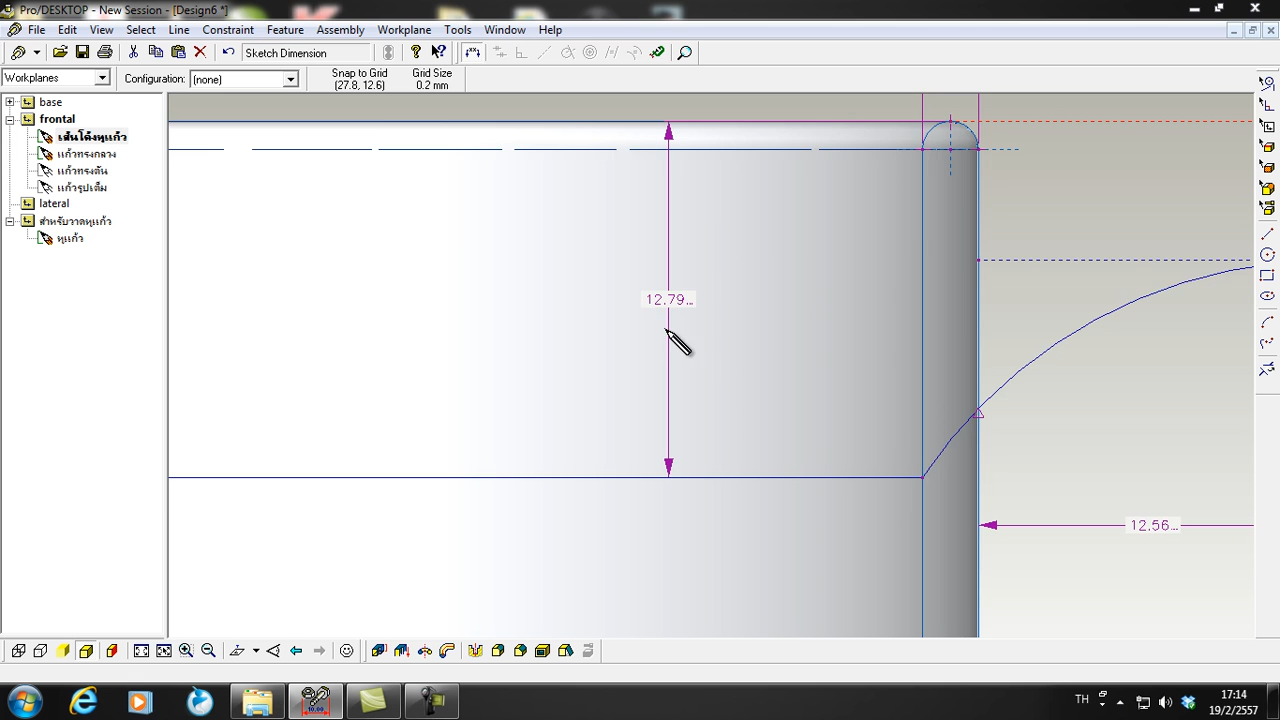 Pro/DESKTOP - New Session - [Design6 *]
File Edit View Select Line Constraint Feature Assembly Workplane Tools Window Help
Sketch Dimension
Workplanes Configuration: (none) Snap to Grid (27.8, 12.6) Grid Size 0.2 mm
base
frontal
เส้นโค้งหูแก้ว
แก้วทรงกลวง
แก้วทรงตัน
แก้วรูปเต็ม
lateral
สำหรับวาดหูแก้ว
หูแก้ว
12.79...
12.56...
TH
17:14
19/2/2557